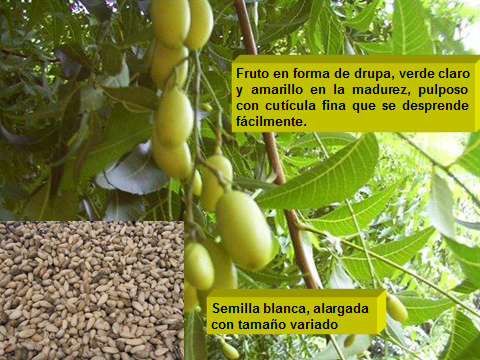 Fruto en forma de drupa, verde claro
y amarillo en la madurez, pulposo
con cutícula fina que se desprende
fácilmente.
Semilla blanca, alargada
con tamaño variado